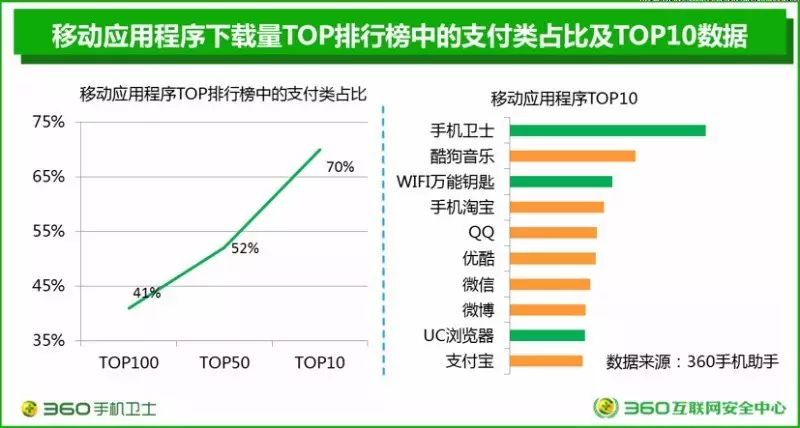 移动应用程序下载量TOP排行榜中的支付类占比及TOP10数据
移动应用程序TOP排行榜中的支付类占比
75%
65%
55%
45%
35%
41%
52%
70%
TOP100
TOP50
TOP10
移动应用程序TOP10
手机卫士
酷狗音乐
WIFI万能钥匙
手机淘宝
QQ
优酷
微信
微博
UC浏览器
支付宝
数据来源：360手机助手
360手机卫士
360互联网安全中心